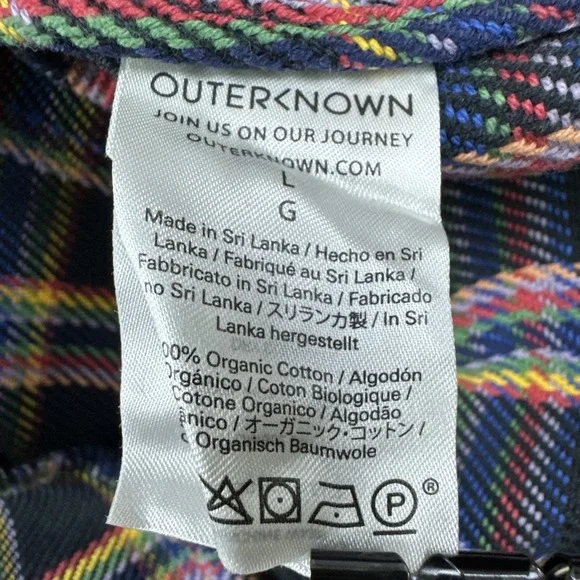 OUTERKNOWN
JOIN US ON OUR JOURNEY
OUTERKNOWN.COM
L
G
Made in Sri Lanka / Hecho en Sri
Lanka / Fabriqué au Sri Lanka /
Fabbricato in Sri Lanka / Fabricado
no Sri Lanka / スリランカ製 / In Sri
Lanka hergestellt
00% Organic Cotton / Algodón
rgánico / Coton Biologique /
Cotone Organico / Algodão
ânico / オーガニック・コットン /
Organisch Baumwole
P ®